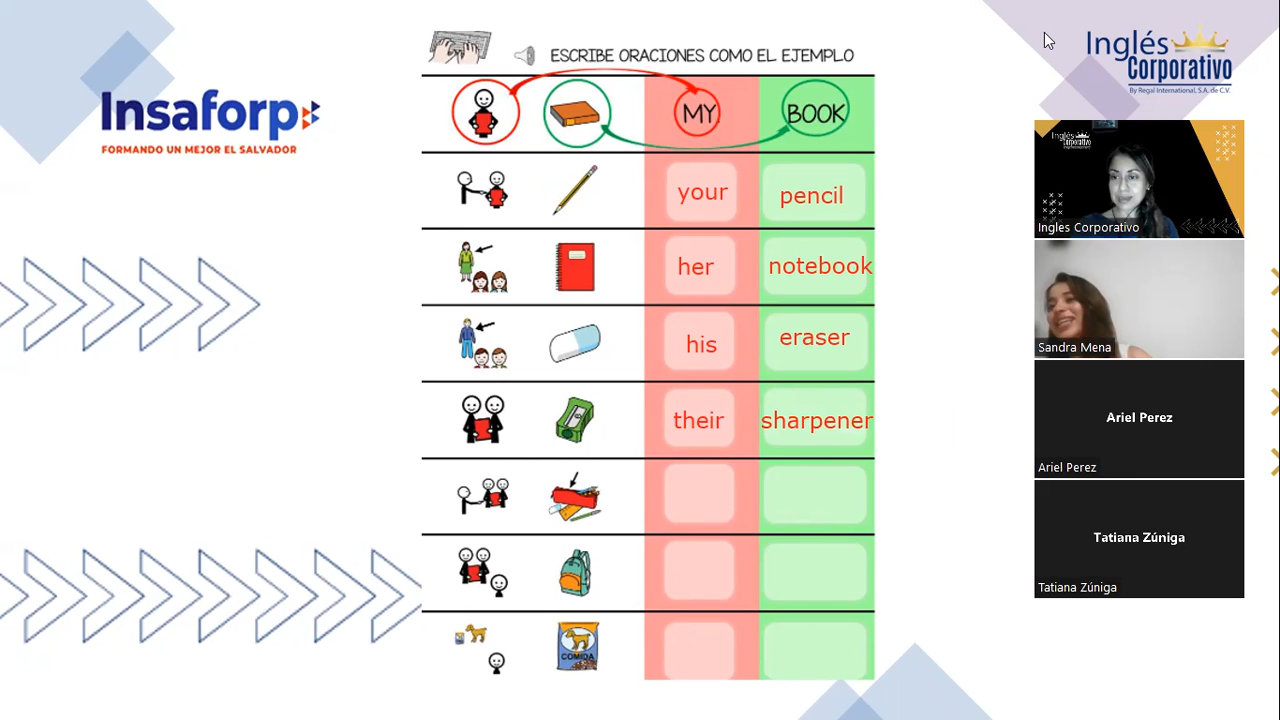 ESCRIBE ORACIONES COMO EL EJEMPLO
Insaforp
FORMANDO UN MEJOR EL SALVADOR
Inglés
Corporativo
By Regal International, S.A. de C.V.
MY BOOK
your pencil
her notebook
his eraser
their sharpener
COMIDA
Inglés
Corporativo
Ingles Corporativo
Sandra Mena
Ariel Perez
Ariel Perez
Tatiana Zúniga
Tatiana Zúniga